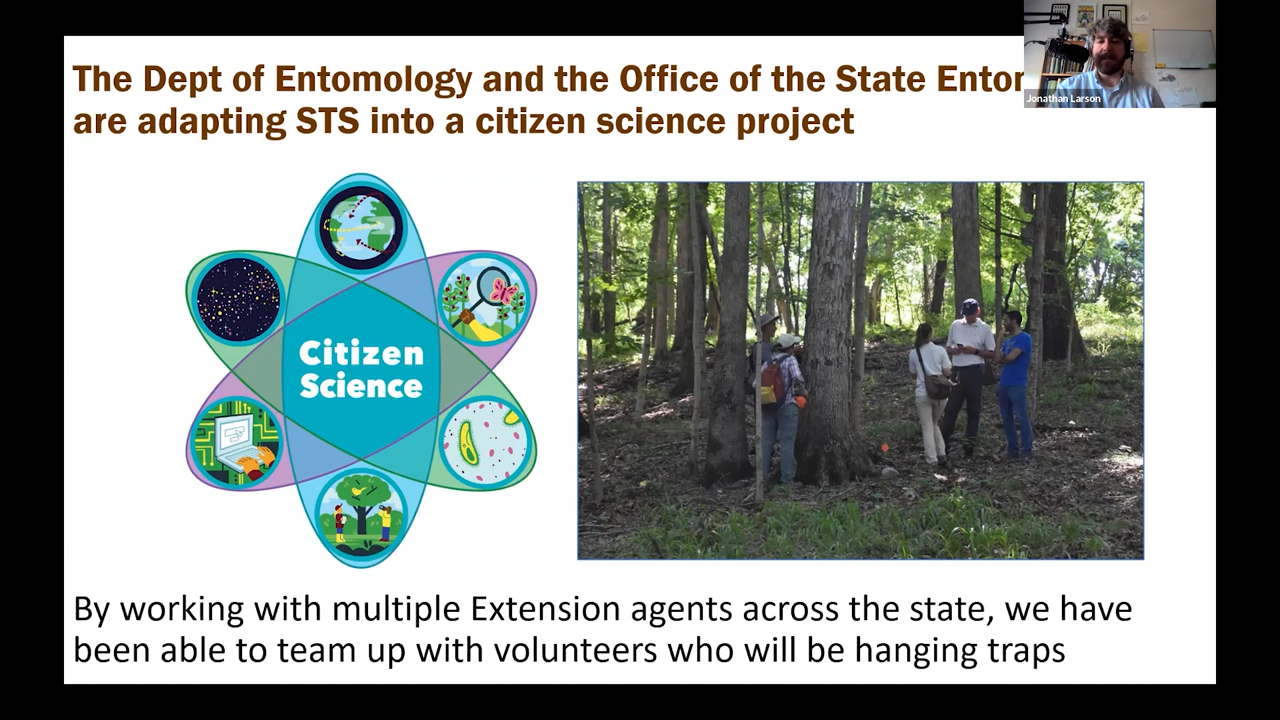 The Dept of Entomology and the Office of the State
are adapting STS into a citizen science project
Jonathan Larson
Citizen
Science
By working with multiple Extension agents across the state, we have
been able to team up with volunteers who will be hanging traps